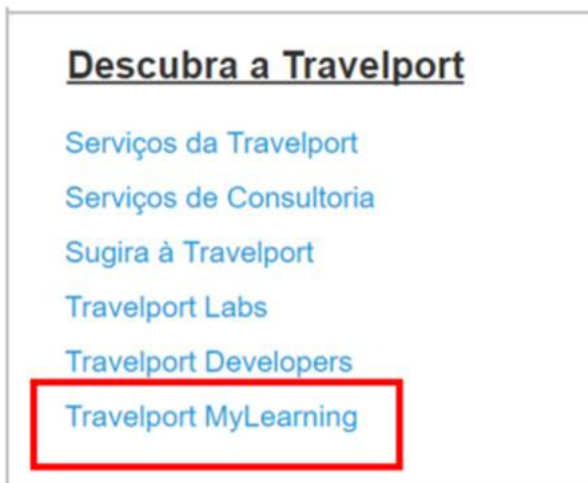 Descubra a Travelport
Serviços da Travelport
Serviços de Consultoria
Sugira à Travelport
Travelport Labs
Travelport Developers
Travelport MyLearning